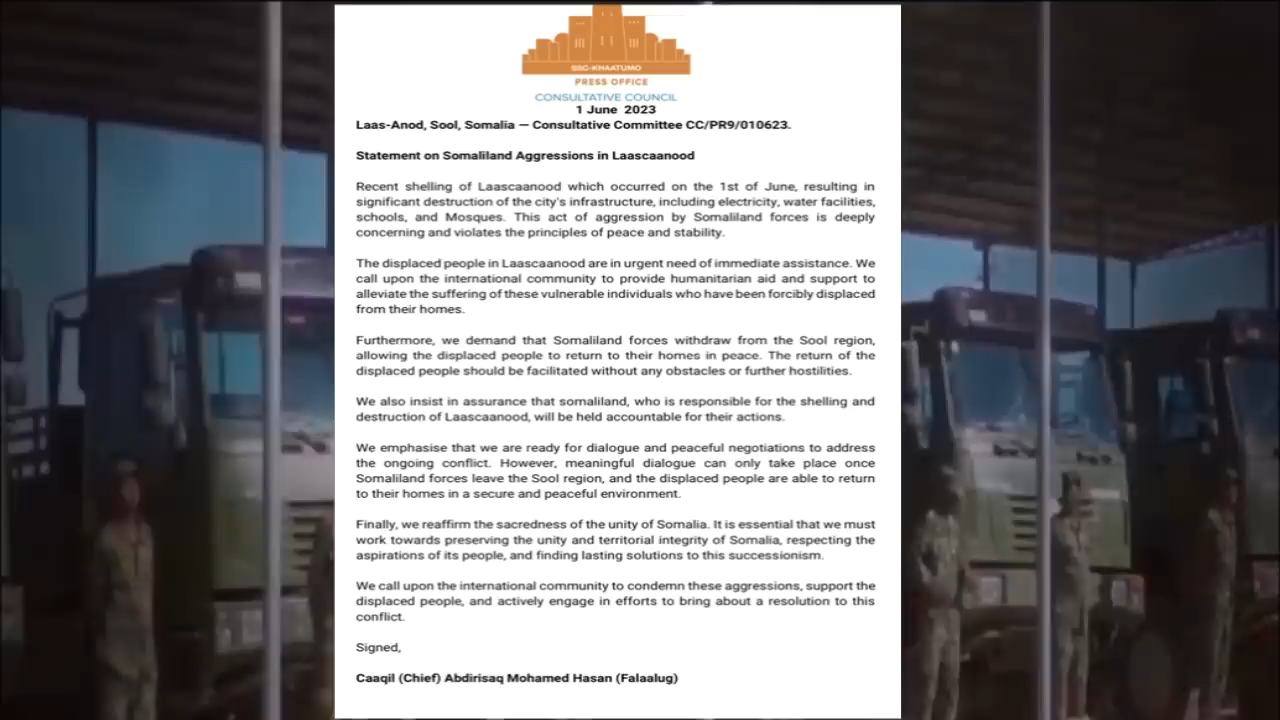 SSC-KHAATUMO
PRESS OFFICE
CONSULTATIVE COUNCIL
1 June 2023
Laas-Anod, Sool, Somalia — Consultative Committee CC/PR9/010623.
Statement on Somaliland Aggressions in Laascaanood
Recent shelling of Laascaanood which occurred on the 1st of June, resulting in
significant destruction of the city's infrastructure, including electricity, water facilities,
schools, and Mosques. This act of aggression by Somaliland forces is deeply
concerning and violates the principles of peace and stability.
The displaced people in Laascaanood are in urgent need of immediate assistance. We
call upon the international community to provide humanitarian aid and support to
alleviate the suffering of these vulnerable individuals who have been forcibly displaced
from their homes.
Furthermore, we demand that Somaliland forces withdraw from the Sool region,
allowing the displaced people to return to their homes in peace. The return of the
displaced people should be facilitated without any obstacles or further hostilities.
We also insist in assurance that somaliland, who is responsible for the shelling and
destruction of Laascaanood, will be held accountable for their actions.
We emphasise that we are ready for dialogue and peaceful negotiations to address
the ongoing conflict. However, meaningful dialogue can only take place once
Somaliland forces leave the Sool region, and the displaced people are able to return
to their homes in a secure and peaceful environment.
Finally, we reaffirm the sacredness of the unity of Somalia. It is essential that we must
work towards preserving the unity and territorial integrity of Somalia, respecting the
aspirations of its people, and finding lasting solutions to this successionism.
We call upon the international community to condemn these aggressions, support the
displaced people, and actively engage in efforts to bring about a resolution to this
conflict.
Signed,
Caaqil (Chief) Abdirisaq Mohamed Hasan (Falaalug)